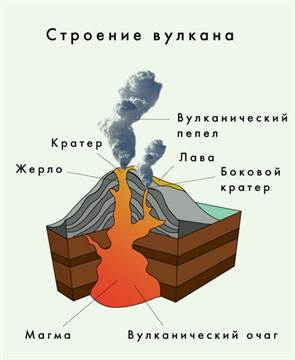 Строение вулкана
Вулканический
пепел
Кратер
Лава
Жерло
Боковой
кратер
Магма
Вулканический очаг